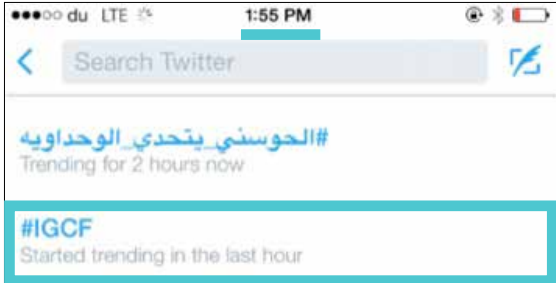 du LTE 1:55 PM
Search Twitter
#الحوسني_يتحدي_الوحداويه
Trending for 2 hours now
#IGCF
Started trending in the last hour